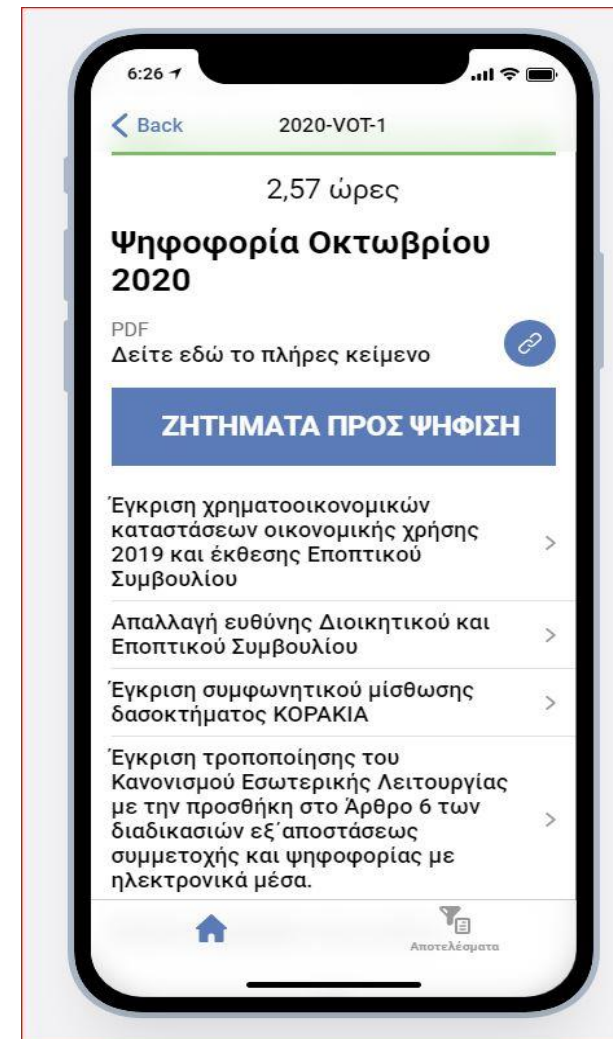 6:26
Back
2020-VOT-1
2,57 ώρες
Ψηφοφορία Οκτωβρίου
2020
PDF
Δείτε εδώ το πλήρες κείμενο
ΖΗΤΗΜΑΤΑ ΠΡΟΣ ΨΗΦΙΣΗ
Έγκριση χρηματοοικονομικών
καταστάσεων οικονομικής χρήσης
2019 και έκθεσης Εποπτικού
Συμβουλίου
Απαλλαγή ευθύνης Διοικητικού και
Εποπτικού Συμβουλίου
Έγκριση συμφωνητικού μίσθωσης
δασοκτήματος ΚΟΡΑΚΙΑ
Έγκριση τροποποίησης του
Κανονισμού Εσωτερικής Λειτουργίας
με την προσθήκη στο Άρθρο 6 των
διαδικασιών εξ΄αποστάσεως
συμμετοχής και ψηφοφορίας με
ηλεκτρονικά μέσα.
Αποτελέσματα